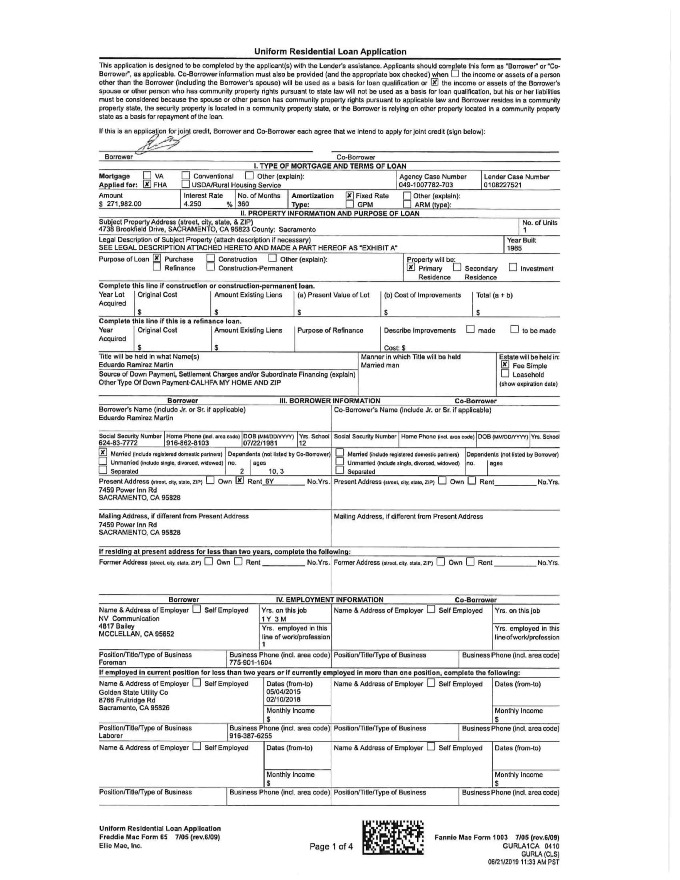 Uniform Residential Loan Application
This application is designed to be completed by the applicant(s) with the Lender's assistance. Applicants should complete this form as "Borrower" or "Co-
Borrower", as applicable. Co-Borrower information must also be provided (and the appropriate box checked) when ☐ the income or assets of a person
other than the Borrower (including the Borrower's spouse) will be used as a basis for loan qualification or ☒ the income or assets of the Borrower's
spouse or other person who has community property rights pursuant to state law will not be used as a basis for loan qualification, but his or her liabilities
must be considered because the spouse or other person has community property rights pursuant to applicable law and Borrower resides in a community
property state, the security property is located in a community property state, or the Borrower is relying on other property located in a community property
state as a basis for repayment of the loan.
If this is an application for joint credit, Borrower and Co-Borrower each agree that we intend to apply for joint credit (sign below):
Borrower Co-Borrower
I. TYPE OF MORTGAGE AND TERMS OF LOAN
Mortgage ☐ VA ☐ Conventional ☐ Other (explain): Agency Case Number Lender Case Number
Applied for: ☒ FHA ☐ USDA/Rural Housing Service 049-1007782-703 0108227521
Amount Interest Rate No. of Months Amortization ☒ Fixed Rate ☐ Other (explain):
$ 271,982.00 4.250 % 360 Type: ☐ GPM ☐ ARM (type):
II. PROPERTY INFORMATION AND PURPOSE OF LOAN
Subject Property Address (street, city, state, & ZIP) No. of Units
4738 Brookfield Drive, SACRAMENTO, CA 95823 County: Sacramento 1
Legal Description of Subject Property (attach description if necessary) Year Built
SEE LEGAL DESCRIPTION ATTACHED HERETO AND MADE A PART HEREOF AS "EXHIBIT A" 1985
Purpose of Loan ☒ Purchase ☐ Construction ☐ Other (explain): Property will be:
☐ Refinance ☐ Construction-Permanent ☒ Primary Residence ☐ Secondary Residence ☐ Investment
Complete this line if construction or construction-permanent loan.
Year Lot Acquired Original Cost Amount Existing Liens (a) Present Value of Lot (b) Cost of Improvements Total (a + b)
$ $ $ $ $
Complete this line if this is a refinance loan.
Year Acquired Original Cost Amount Existing Liens Purpose of Refinance Describe Improvements ☐ made ☐ to be made
$ $ Cost: $
Title will be held in what Name(s) Manner in which Title will be held Estate will be held in:
Eduardo Ramirez Martin Married man ☒ Fee Simple
Source of Down Payment, Settlement Charges and/or Subordinate Financing (explain) ☐ Leasehold
Other Type Of Down Payment-CALHFA MY HOME AND ZIP (show expiration date)
Borrower III. BORROWER INFORMATION Co-Borrower
Borrower's Name (include Jr. or Sr. if applicable) Co-Borrower's Name (include Jr. or Sr. if applicable)
Eduardo Ramirez Martin
Social Security Number Home Phone (incl. area code) DOB (MM/DD/YYYY) Yrs. School Social Security Number Home Phone (incl. area code) DOB (MM/DD/YYYY) Yrs. School
624-83-7772 916-862-8103 07/22/1981 12
☒ Married (include registered domestic partners) Dependents (not listed by Co-Borrower) ☐ Married (include registered domestic partners) Dependents (not listed by Borrower)
☐ Unmarried (include single, divorced, widowed) no. ages ☐ Unmarried (include single, divorced, widowed) no. ages
☐ Separated 2 10, 3 ☐ Separated
Present Address (street, city, state, ZIP) ☐ Own ☒ Rent 6Y No.Yrs. Present Address (street, city, state, ZIP) ☐ Own ☐ Rent No.Yrs.
7459 Power Inn Rd
SACRAMENTO, CA 95828
Mailing Address, if different from Present Address Mailing Address, if different from Present Address
7459 Power Inn Rd
SACRAMENTO, CA 95828
If residing at present address for less than two years, complete the following:
Former Address (street, city, state, ZIP) ☐ Own ☐ Rent No.Yrs. Former Address (street, city, state, ZIP) ☐ Own ☐ Rent No.Yrs.
Borrower IV. EMPLOYMENT INFORMATION Co-Borrower
Name & Address of Employer ☐ Self Employed Yrs. on this job Name & Address of Employer ☐ Self Employed Yrs. on this job
NV Communication 1 Y 3 M
4817 Bailey Yrs. employed in this line of work/profession Yrs. employed in this line of work/profession
MCCLELLAN, CA 95652 1
Position/Title/Type of Business Business Phone (incl. area code) Position/Title/Type of Business Business Phone (incl. area code)
Foreman 775-901-1604
If employed in current position for less than two years or if currently employed in more than one position, complete the following:
Name & Address of Employer ☐ Self Employed Dates (from-to) Name & Address of Employer ☐ Self Employed Dates (from-to)
Golden State Utility Co 05/04/2015
8766 Fruitridge Rd 02/10/2018
Sacramento, CA 95826 Monthly Income Monthly Income
$ $
Position/Title/Type of Business Business Phone (incl. area code) Position/Title/Type of Business Business Phone (incl. area code)
Laborer 916-387-6255
Name & Address of Employer ☐ Self Employed Dates (from-to) Name & Address of Employer ☐ Self Employed Dates (from-to)
Monthly Income Monthly Income
$ $
Position/Title/Type of Business Business Phone (incl. area code) Position/Title/Type of Business Business Phone (incl. area code)
Uniform Residential Loan Application
Freddie Mac Form 65 7/05 (rev.6/09) Fannie Mae Form 1003 7/05 (rev.6/09)
Ellie Mae, Inc. Page 1 of 4 GURLA1CA 0410
GURLA (CLS)
06/21/2019 11:33 AM PST